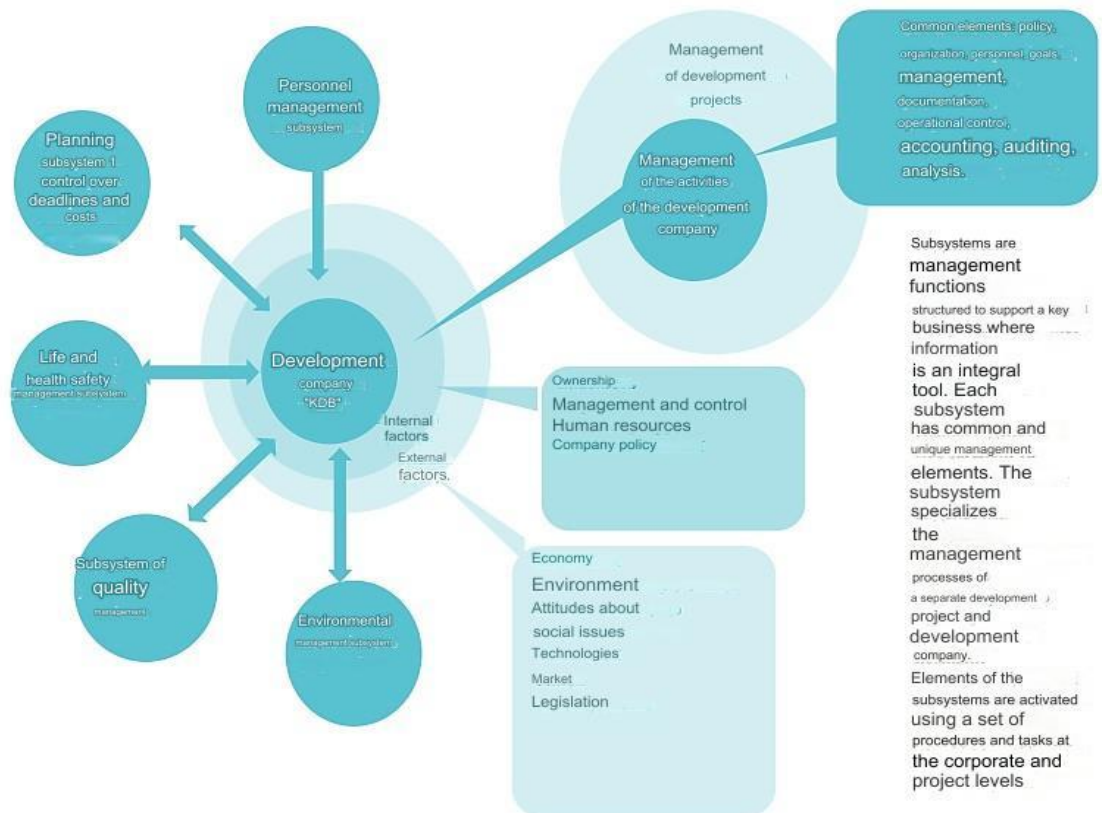 Personnel
management
subsystem
Planning
subsystem 1
control over
deadlines and
costs
Life and
health safety
management subsystem
Subsystem of
quality
management
Environmental
management subsystem
Development
company
"KDB"
Internal
factors
External
factors.
Management
of development
projects
Management
of the activities
of the development
company
Common elements: policy,
organization, personnel, goals,
management,
documentation,
operational control,
accounting, auditing,
analysis.
Ownership
Management and control
Human resources
Company policy
Economy
Environment
Attitudes about
social issues
Technologies
Market
Legislation
Subsystems are
management
functions
structured to support a key
business where
information
is an integral
tool. Each
subsystem
has common and
unique management
elements. The
subsystem
specializes
the
management
processes of
a separate development
project and
development
company.
Elements of the
subsystems are activated
using a set of
procedures and tasks at
the corporate and
project levels